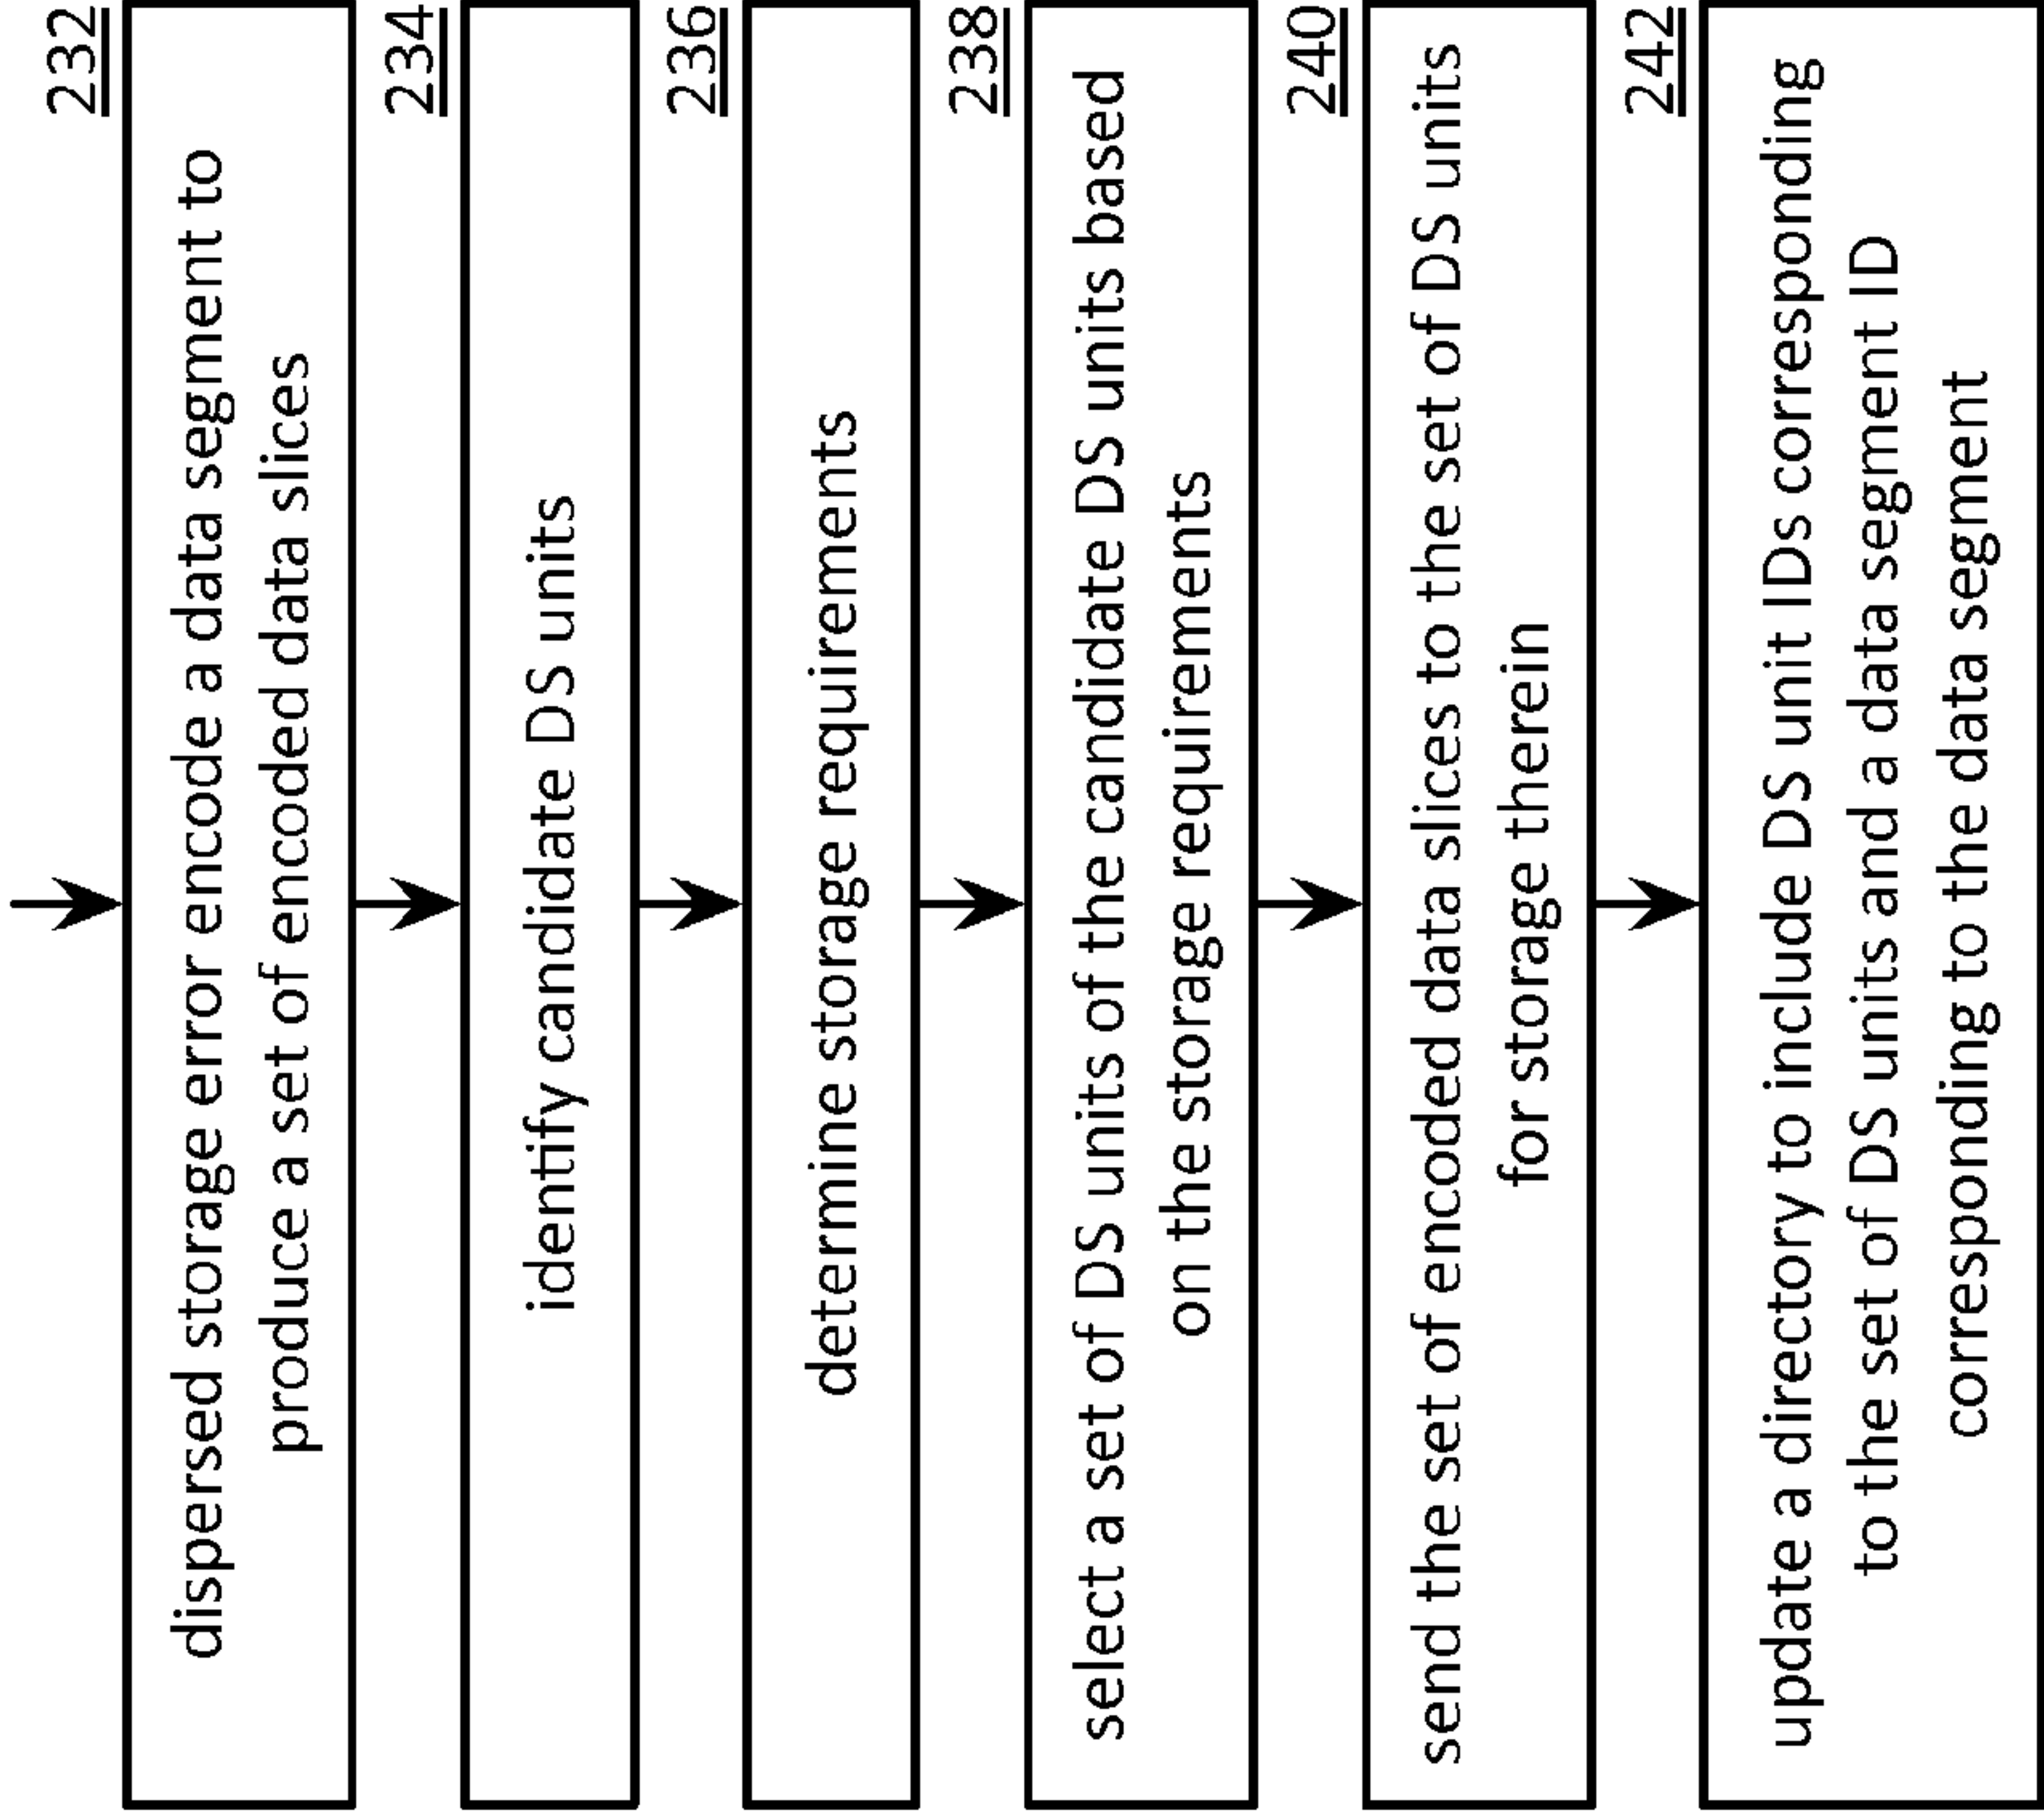 232
dispersed storage error encode a data segment to
produce a set of encoded data slices
234
identify candidate DS units
236
determine storage requirements
238
select a set of DS units of the candidate DS units based
on the storage requirements
240
send the set of encoded data slices to the set of DS units
for storage therein
242
update a directory to include DS unit IDs corresponding
to the set of DS units and a data segment ID
corresponding to the data segment